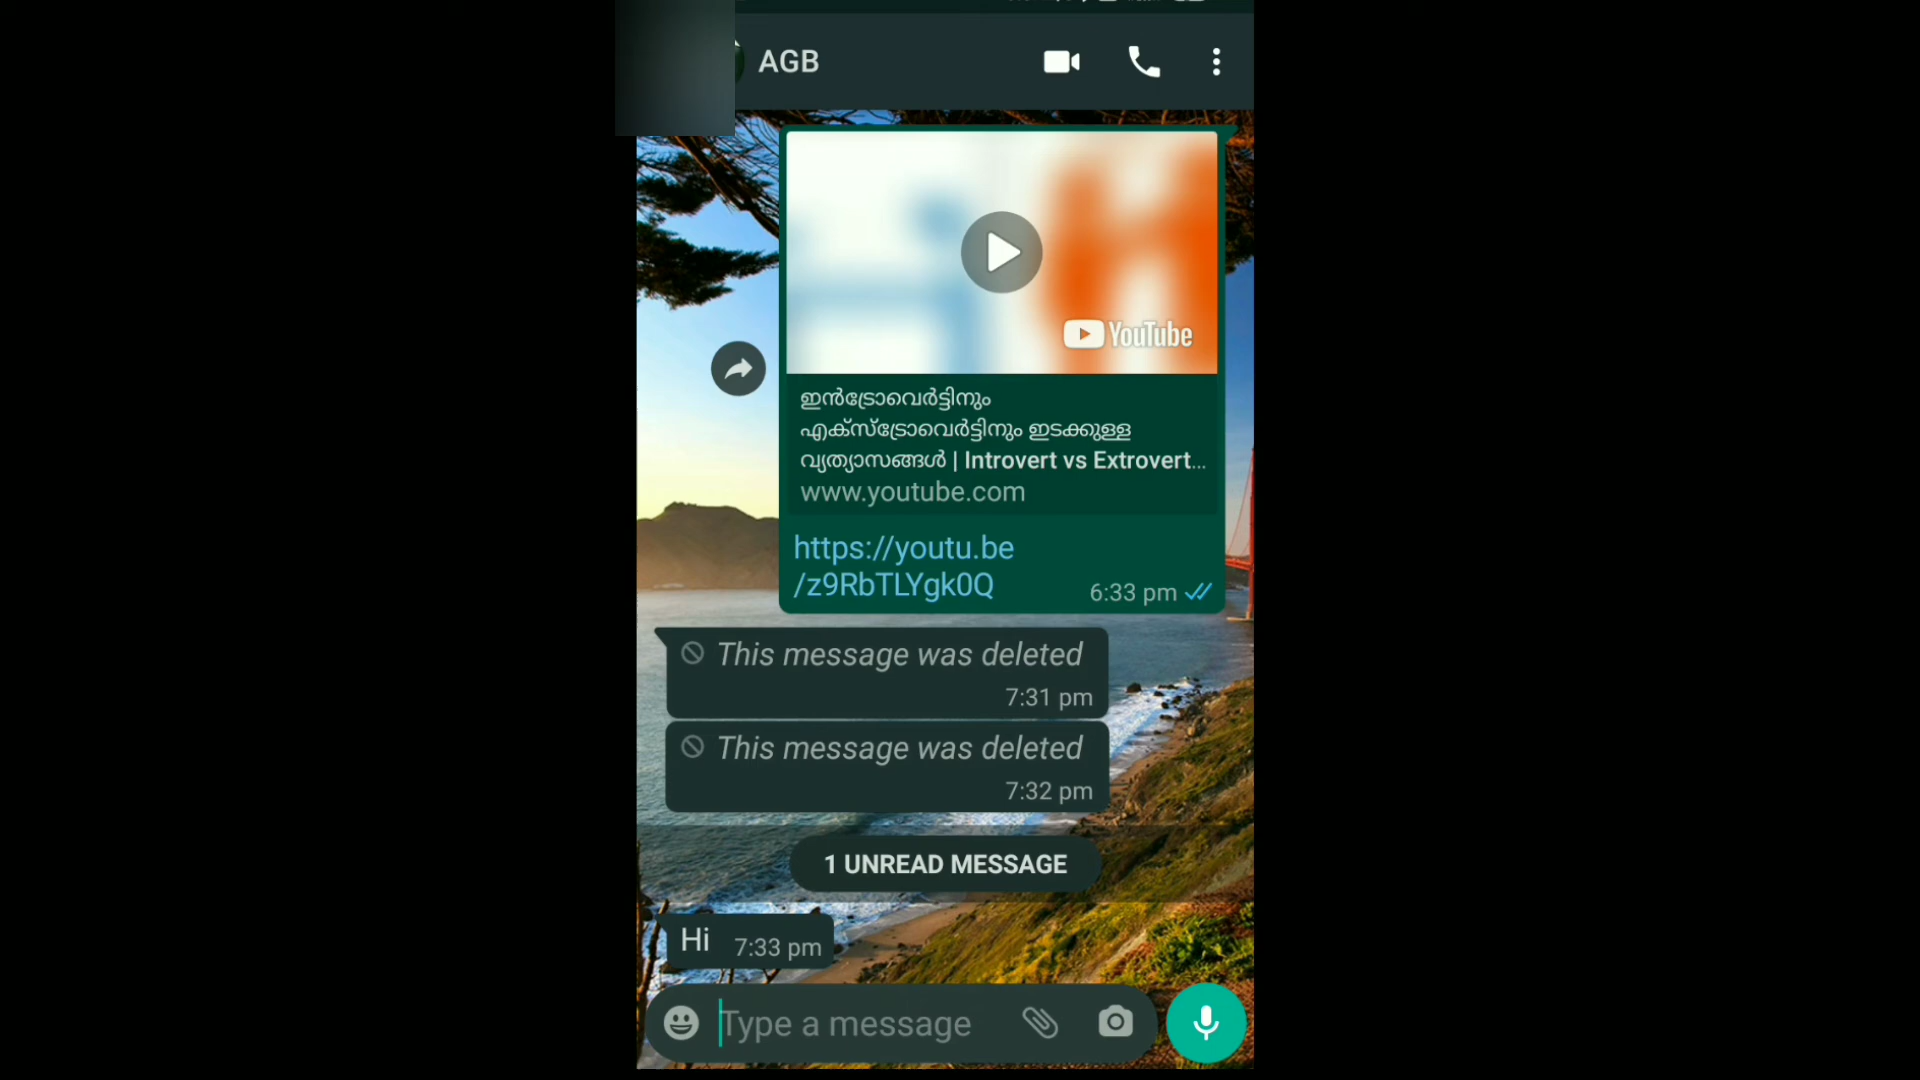 AGB
YouTube
ഇൻട്രോവെർട്ടിനും
എക്സ്ട്രോവെർട്ടിനും ഇടക്കുള്ള
വ്യത്യാസങ്ങൾ | Introvert vs Extrovert...
www.youtube.com
https://youtu.be
/z9RbTLYgk0Q
6:33 pm
This message was deleted
7:31 pm
This message was deleted
7:32 pm
1 UNREAD MESSAGE
Hi 7:33 pm
Type a message